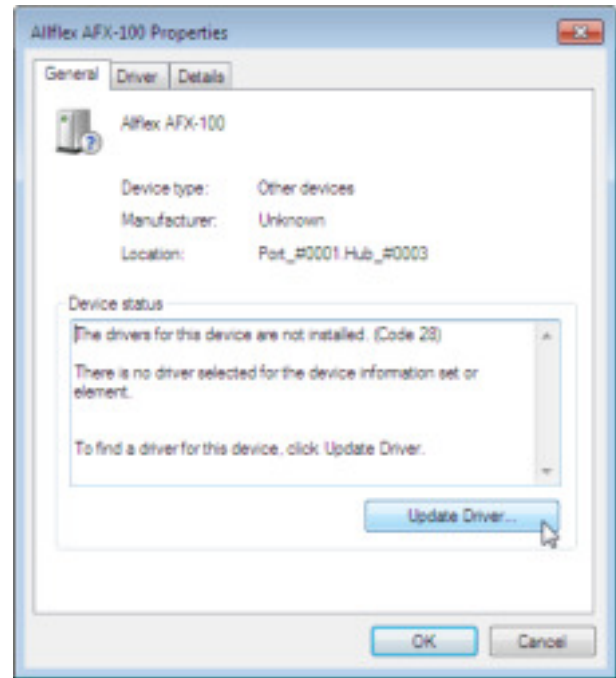 Allflex AFX-100 Properties
General Driver Details
Allflex AFX-100
Device type: Other devices
Manufacturer: Unknown
Location: Port_#0001.Hub_#0003
Device status
The drivers for this device are not installed. (Code 28)
There is no driver selected for the device information set or
element.
To find a driver for this device, click Update Driver.
Update Driver...
OK Cancel